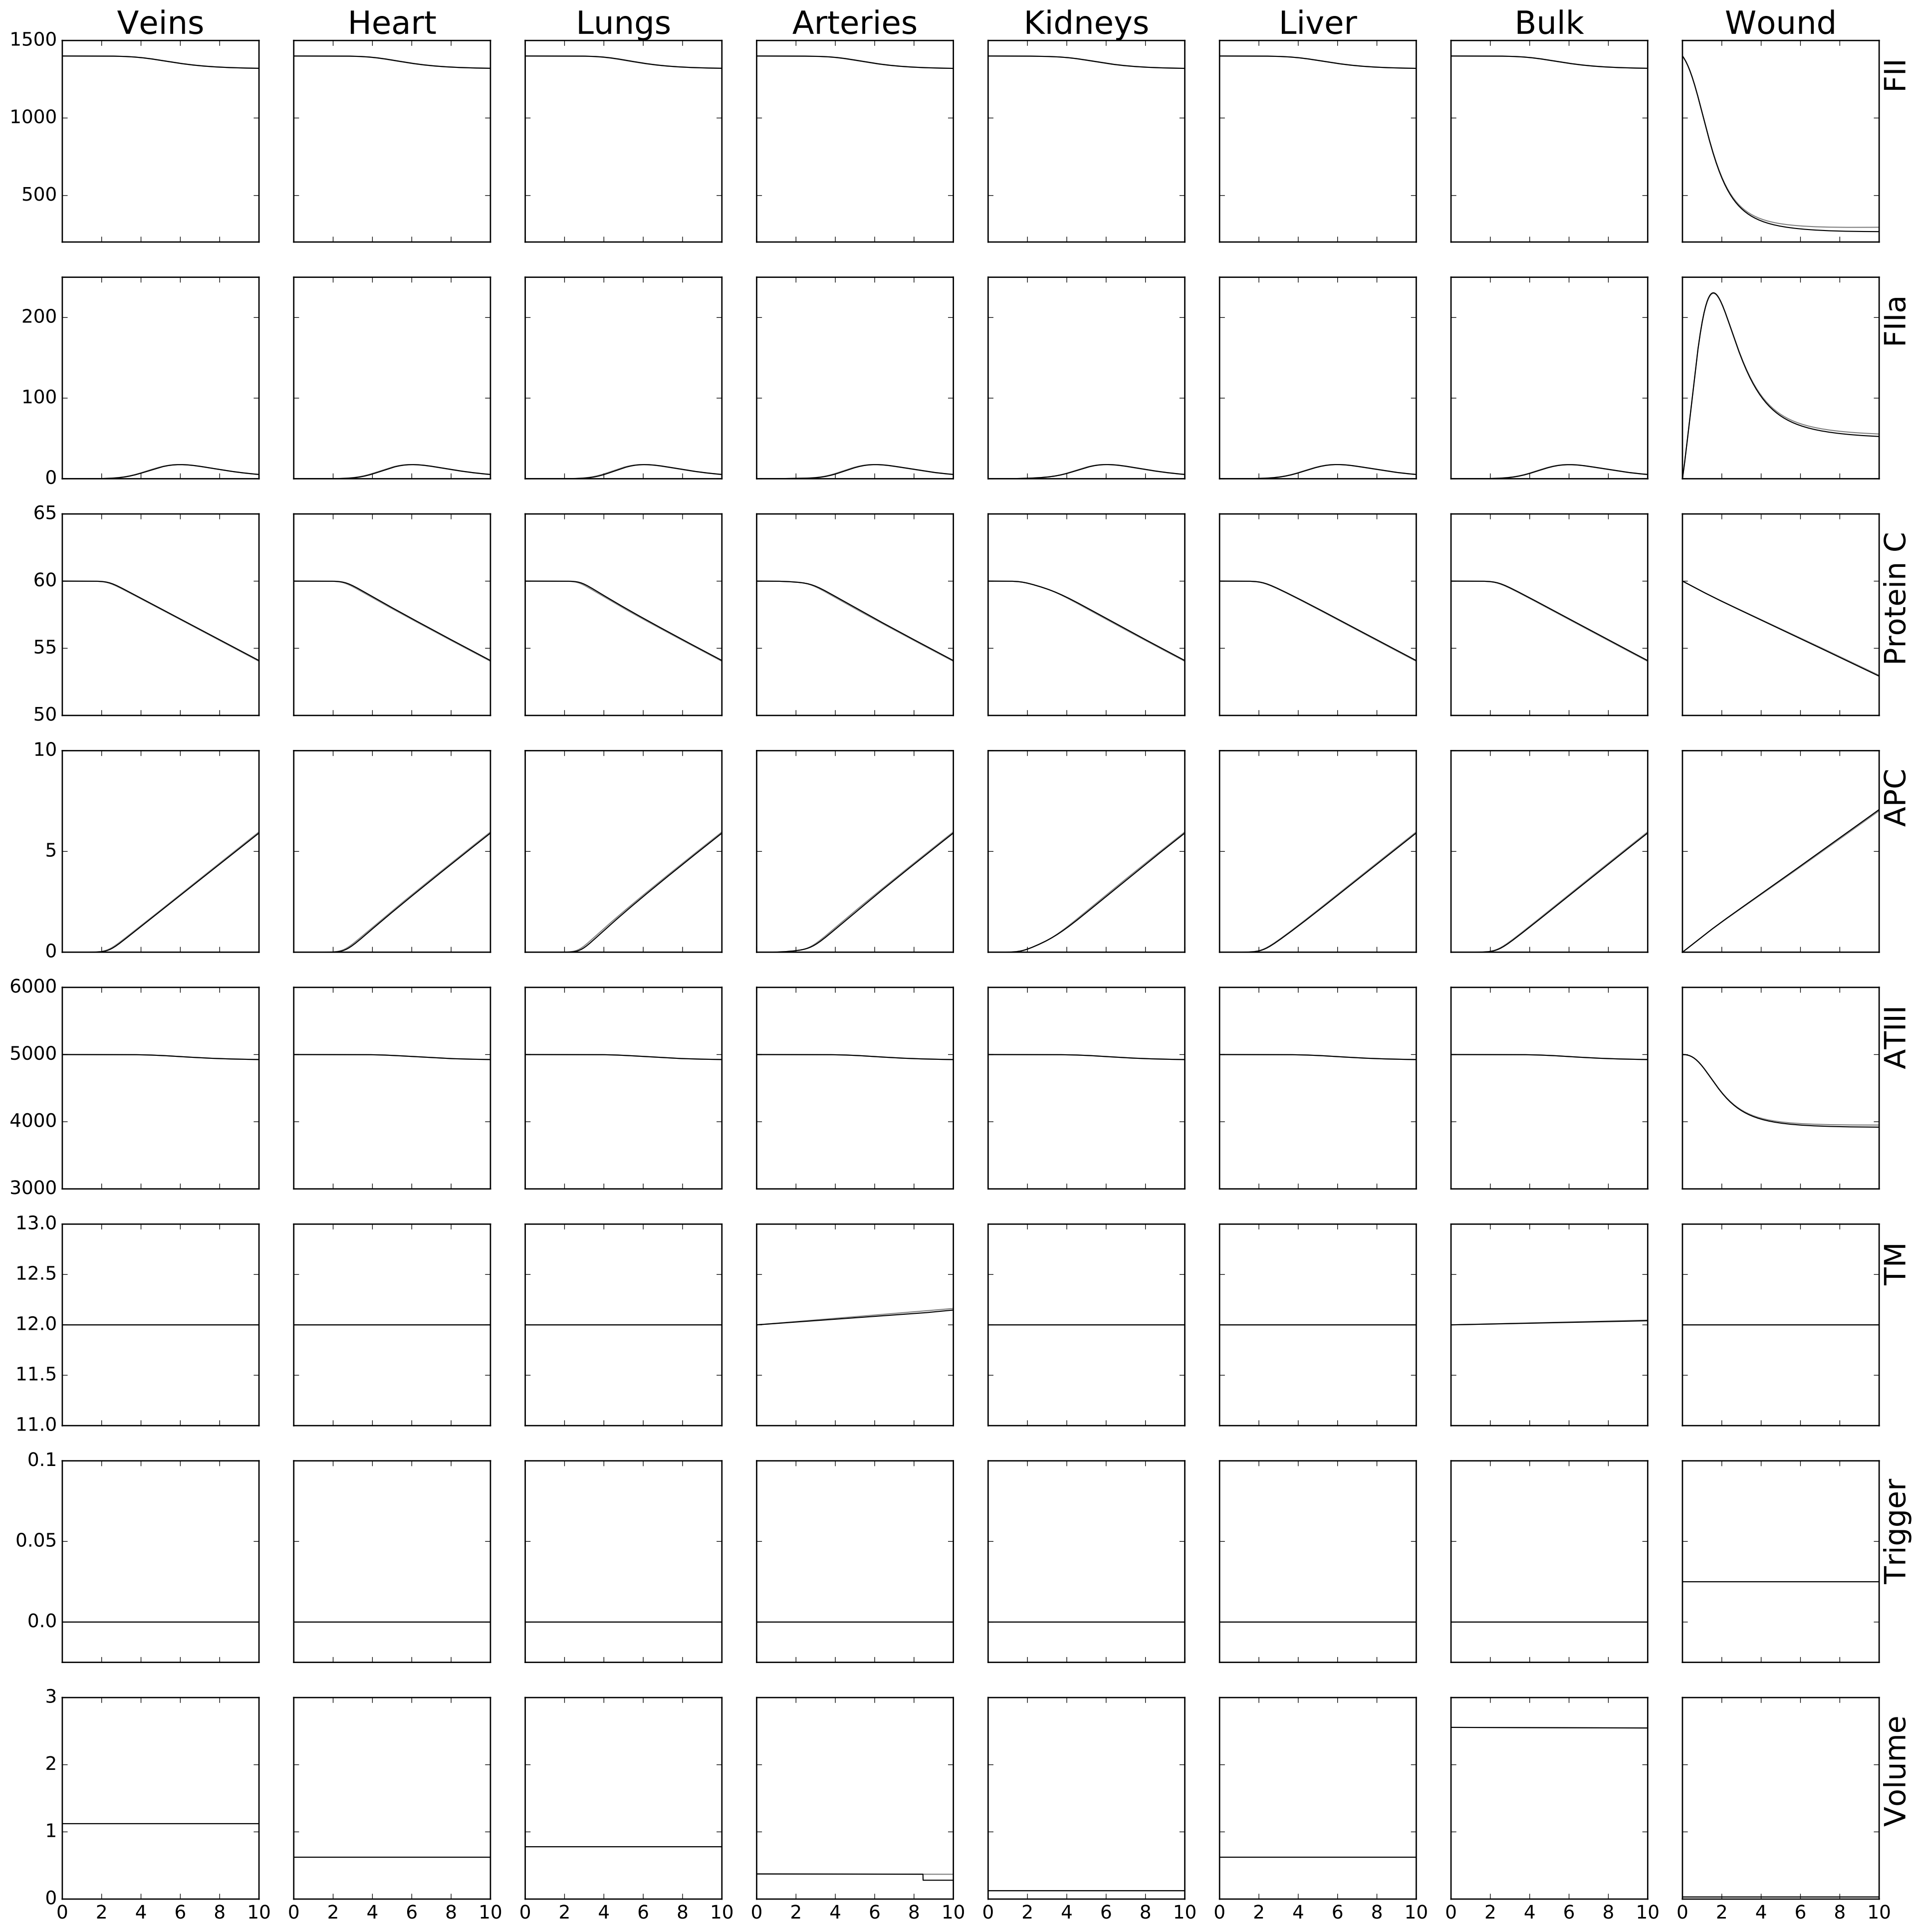 Veins Heart Lungs Arteries Kidneys Liver Bulk Wound
1500
1000
500
FII
200
100
0
FIIa
65
60
55
50
Protein C
10
5
0
APC
6000
5000
4000
3000
ATIII
13.0
12.5
12.0
11.5
11.0
TM
0.1
0.05
0.0
Trigger
3
2
1
0
Volume
0 2 4 6 8 10 0 2 4 6 8 10 0 2 4 6 8 10 0 2 4 6 8 10 0 2 4 6 8 10 0 2 4 6 8 10 0 2 4 6 8 10 0 2 4 6 8 10